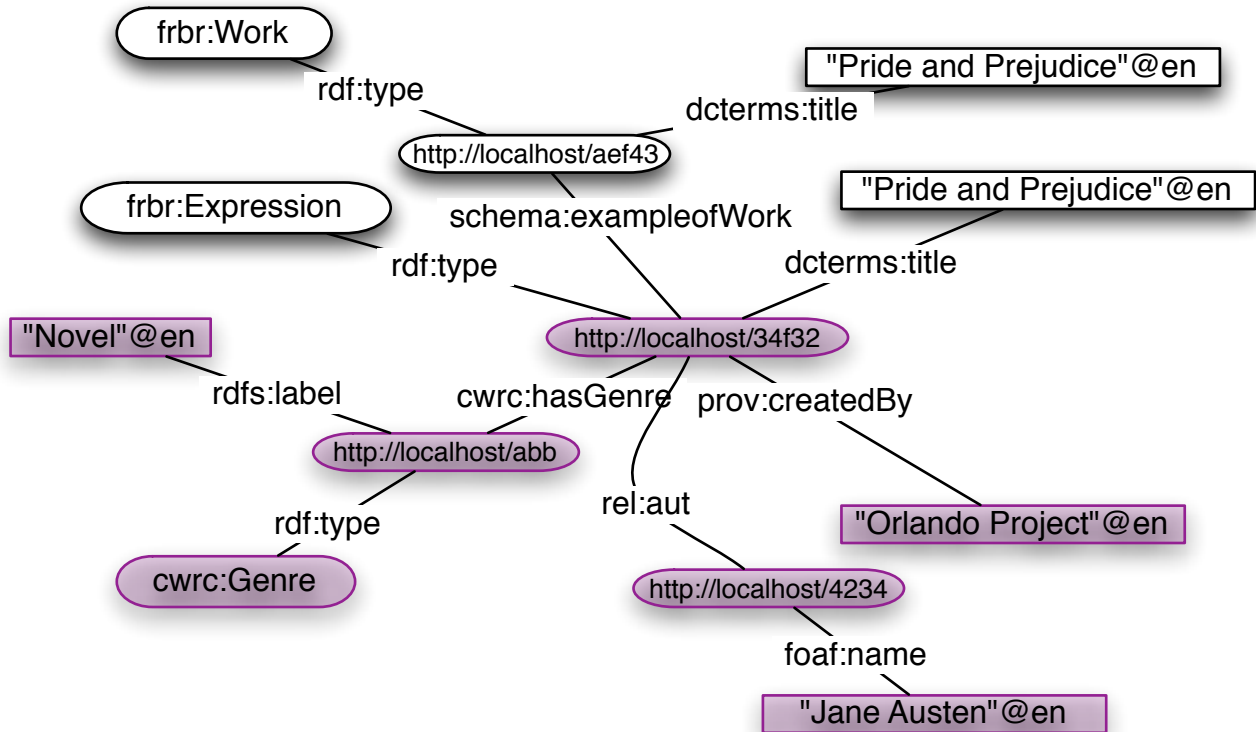 frbr:Work
"Pride and Prejudice"@en
rdf:type
dcterms:title
http://localhost/aef43
frbr:Expression
"Pride and Prejudice"@en
schema:exampleofWork
rdf:type
dcterms:title
"Novel"@en
http://localhost/34f32
rdfs:label
cwrc:hasGenre
prov:createdBy
http://localhost/abb
rel:aut
rdf:type
"Orlando Project"@en
cwrc:Genre
http://localhost/4234
foaf:name
"Jane Austen"@en